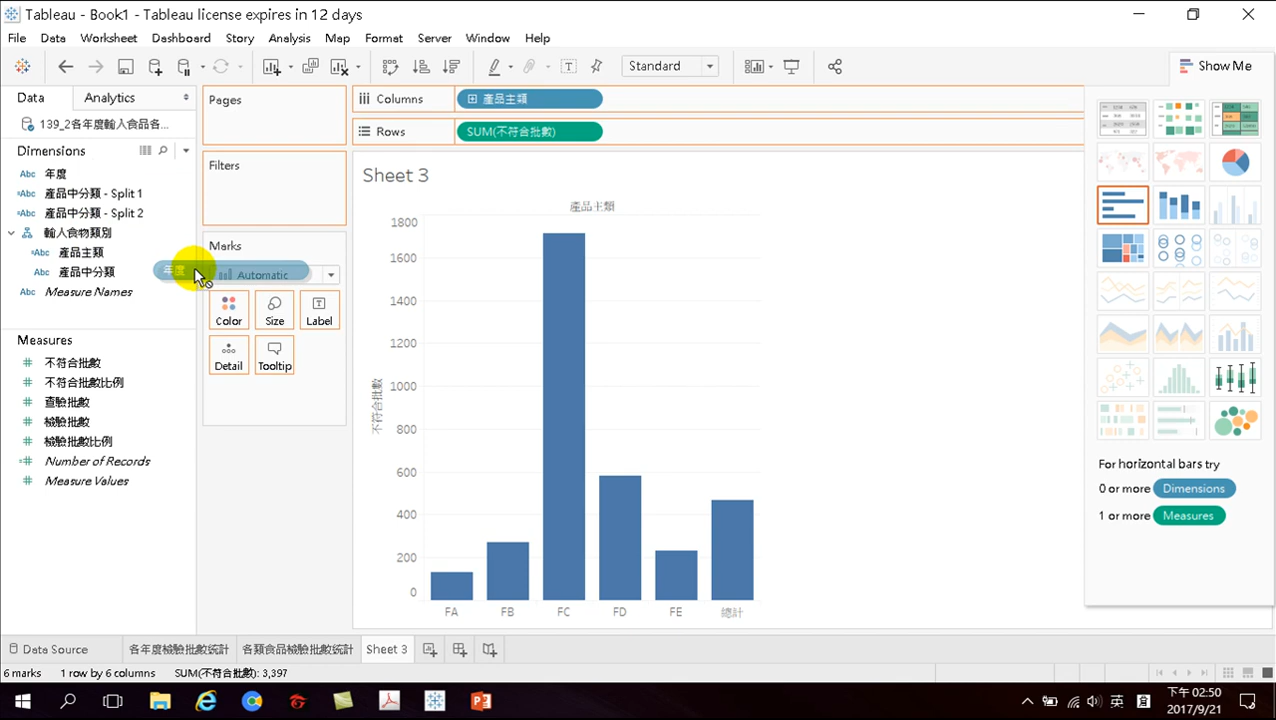 Tableau - Book1 - Tableau license expires in 12 days
File Data Worksheet Dashboard Story Analysis Map Format Server Window Help
Standard
Show Me
Data Analytics
Pages
Columns 產品主類
139_2各年度輸入食品各...
Rows SUM(不符合批數)
Dimensions
Filters
Sheet 3
Abc 年度
Abc 產品中分類 - Split 1
Abc 產品中分類 - Split 2
輸入食物類別
Abc 產品主類
Abc 產品中分類
Abc Measure Names
年度
Marks
Automatic
Color Size Label
Detail Tooltip
Measures
不符合批數
不符合批數比例
查驗批數
檢驗批數
檢驗批數比例
Number of Records
Measure Values
產品主類
1800
1600
1400
1200
1000
800
600
400
200
0
不符合批數
FA FB FC FD FE 總計
For horizontal bars try
0 or more Dimensions
1 or more Measures
Data Source 各年度檢驗批數統計 各類食品檢驗批數統計 Sheet 3
6 marks 1 row by 6 columns SUM(不符合批數): 3,397
英 下午 02:50
2017/9/21